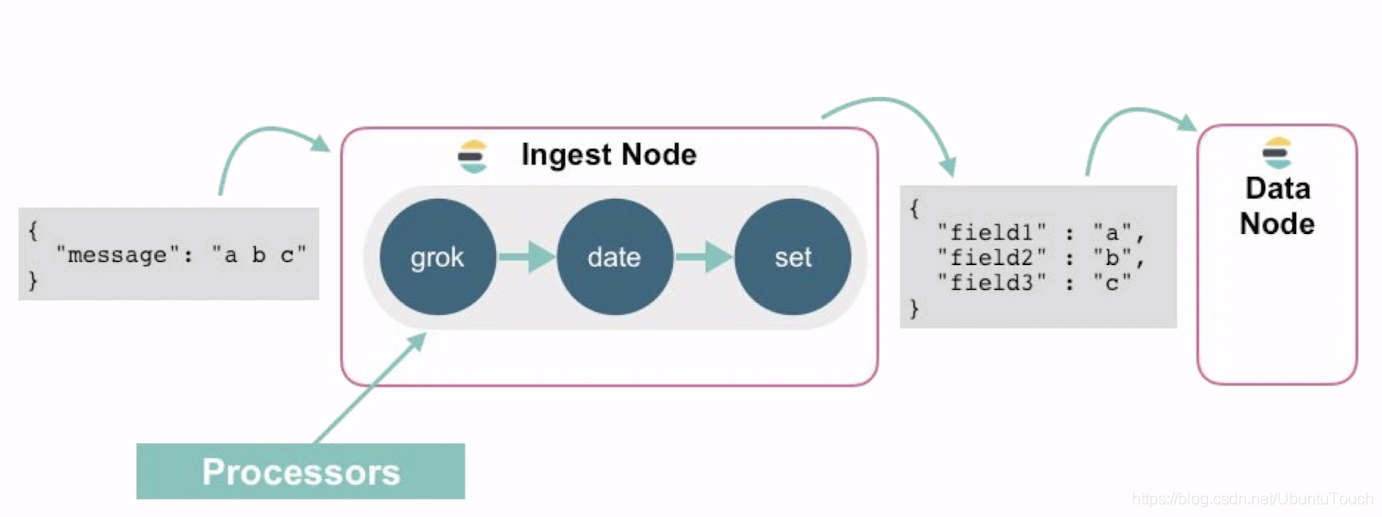 {
  "message": "a b c"
}
Ingest Node
grok
date
set
Processors
{
  "field1" : "a",
  "field2" : "b",
  "field3" : "c"
}
Data
Node
https://blog.csdn.net/UbuntuTouch